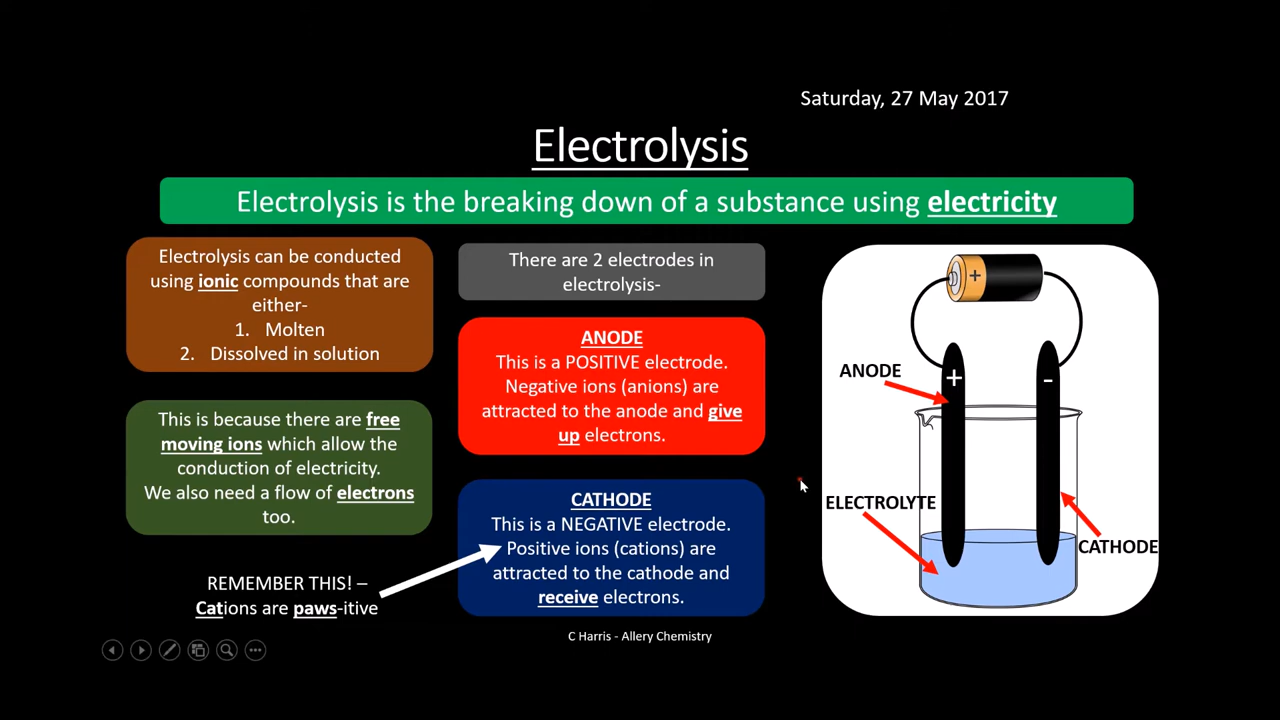 Saturday, 27 May 2017
Electrolysis
Electrolysis is the breaking down of a substance using electricity
Electrolysis can be conducted
using ionic compounds that are
either-
1. Molten
2. Dissolved in solution
This is because there are free
moving ions which allow the
conduction of electricity.
We also need a flow of electrons
too.
REMEMBER THIS! –
Cations are paws-itive
There are 2 electrodes in
electrolysis-
ANODE
This is a POSITIVE electrode.
Negative ions (anions) are
attracted to the anode and give
up electrons.
CATHODE
This is a NEGATIVE electrode.
Positive ions (cations) are
attracted to the cathode and
receive electrons.
+
ANODE
+
-
ELECTROLYTE
CATHODE
C Harris - Allery Chemistry